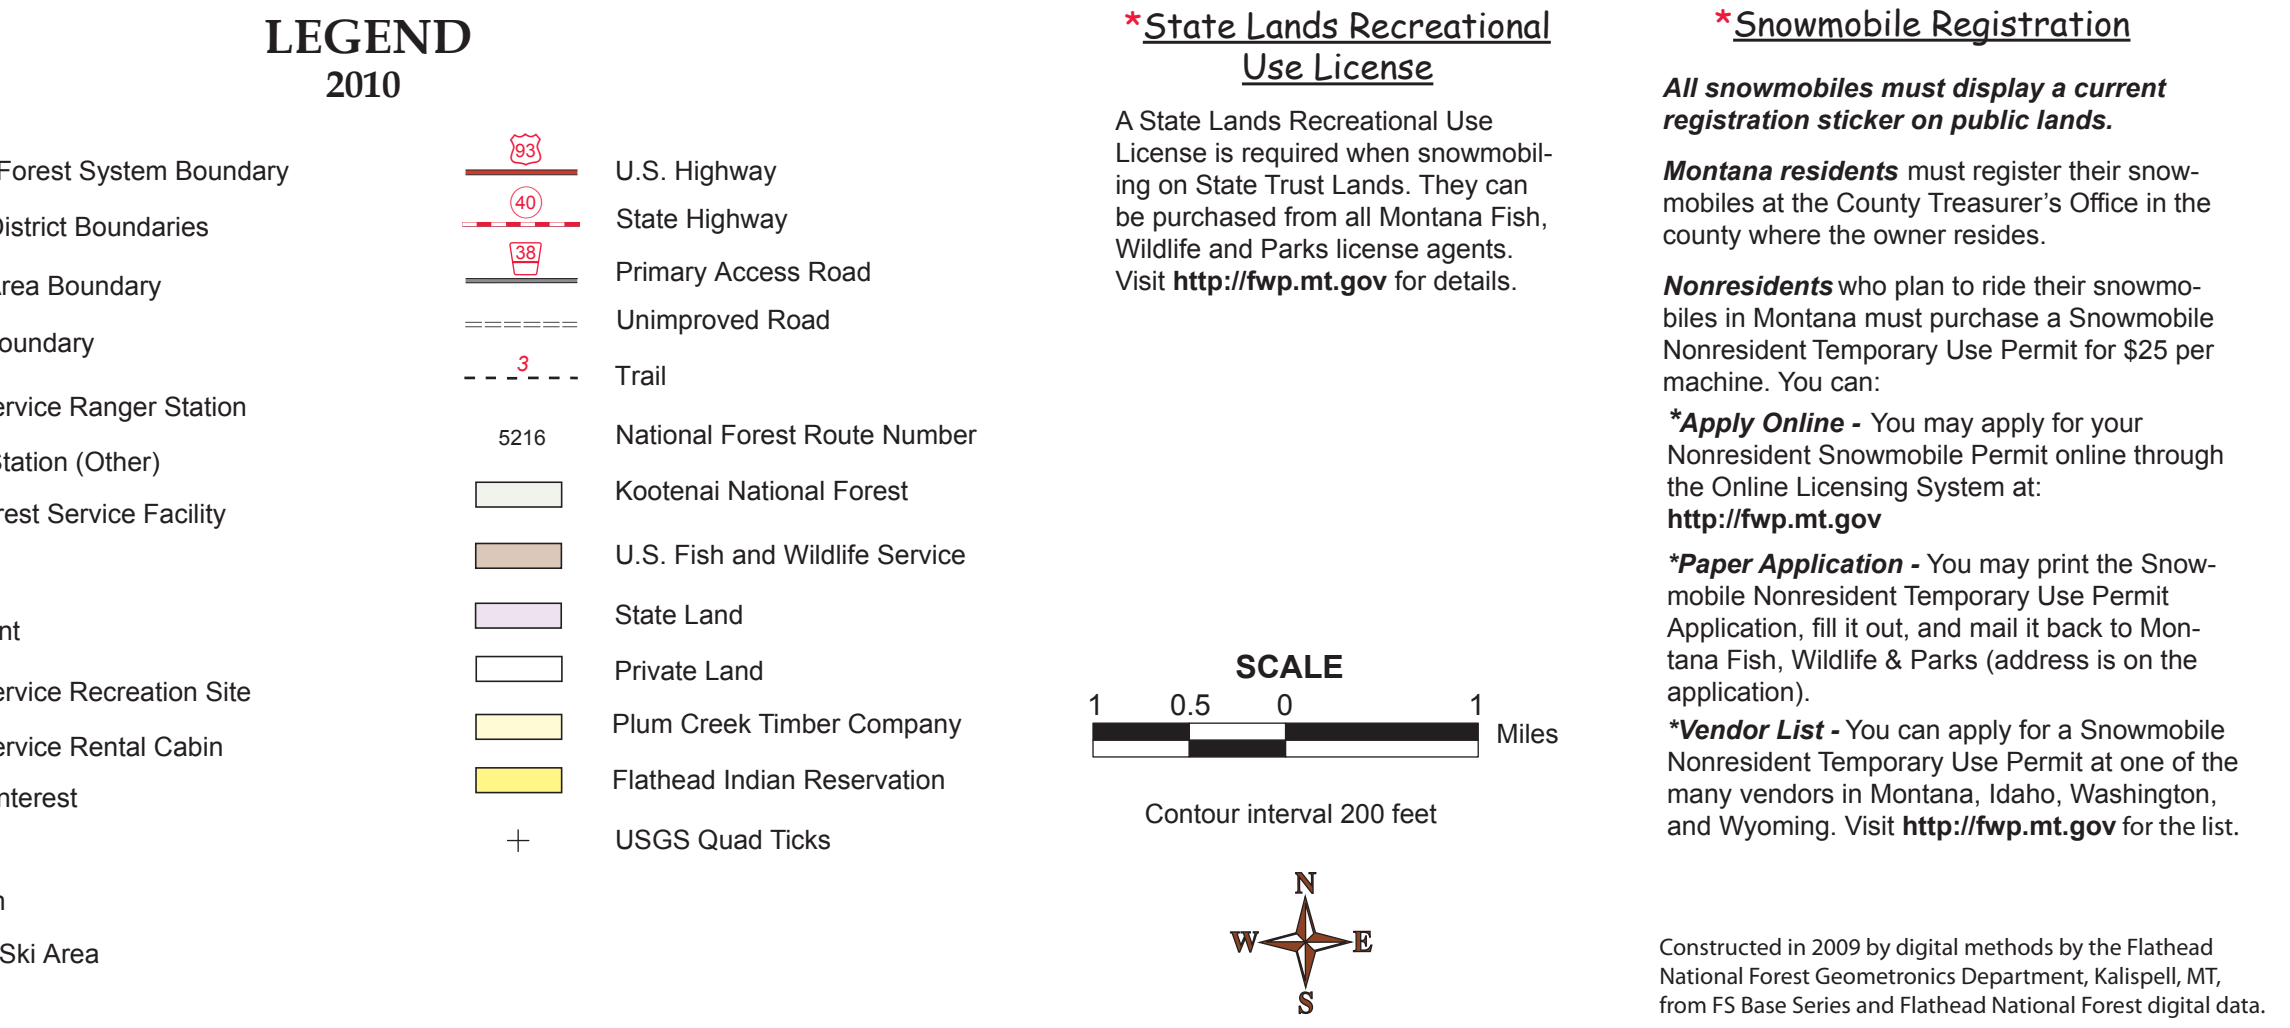 LEGEND
2010
Forest System Boundary
District Boundaries
Area Boundary
Boundary
Service Ranger Station
Station (Other)
rest Service Facility
nt
ervice Recreation Site
ervice Rental Cabin
nterest
n
Ski Area
93
U.S. Highway
40
State Highway
38
Primary Access Road
Unimproved Road
3
Trail
5216 National Forest Route Number
Kootenai National Forest
U.S. Fish and Wildlife Service
State Land
Private Land
Plum Creek Timber Company
Flathead Indian Reservation
USGS Quad Ticks
*State Lands Recreational
Use License
A State Lands Recreational Use
License is required when snowmobil-
ing on State Trust Lands. They can
be purchased from all Montana Fish,
Wildlife and Parks license agents.
Visit http://fwp.mt.gov for details.
SCALE
1 0.5 0 1
Miles
Contour interval 200 feet
N
W E
S
*Snowmobile Registration
All snowmobiles must display a current
registration sticker on public lands.
Montana residents must register their snow-
mobiles at the County Treasurer’s Office in the
county where the owner resides.
Nonresidents who plan to ride their snowmo-
biles in Montana must purchase a Snowmobile
Nonresident Temporary Use Permit for $25 per
machine. You can:
*Apply Online - You may apply for your
Nonresident Snowmobile Permit online through
the Online Licensing System at:
http://fwp.mt.gov
*Paper Application - You may print the Snow-
mobile Nonresident Temporary Use Permit
Application, fill it out, and mail it back to Mon-
tana Fish, Wildlife & Parks (address is on the
application).
*Vendor List - You can apply for a Snowmobile
Nonresident Temporary Use Permit at one of the
many vendors in Montana, Idaho, Washington,
and Wyoming. Visit http://fwp.mt.gov for the list.
Constructed in 2009 by digital methods by the Flathead
National Forest Geometronics Department, Kalispell, MT,
from FS Base Series and Flathead National Forest digital data.